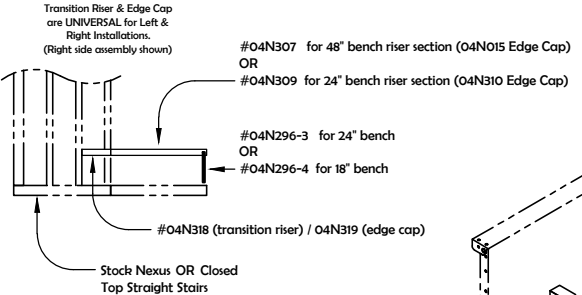 Transition Riser & Edge Cap
are UNIVERSAL for Left &
Right Installations.
(Right side assembly shown)
#04N307 for 48" bench riser section (04N015 Edge Cap)
OR
#04N309 for 24" bench riser section (04N310 Edge Cap)
#04N296-3 for 24" bench
OR
#04N296-4 for 18" bench
#04N318 (transition riser) / 04N319 (edge cap)
Stock Nexus OR Closed
Top Straight Stairs